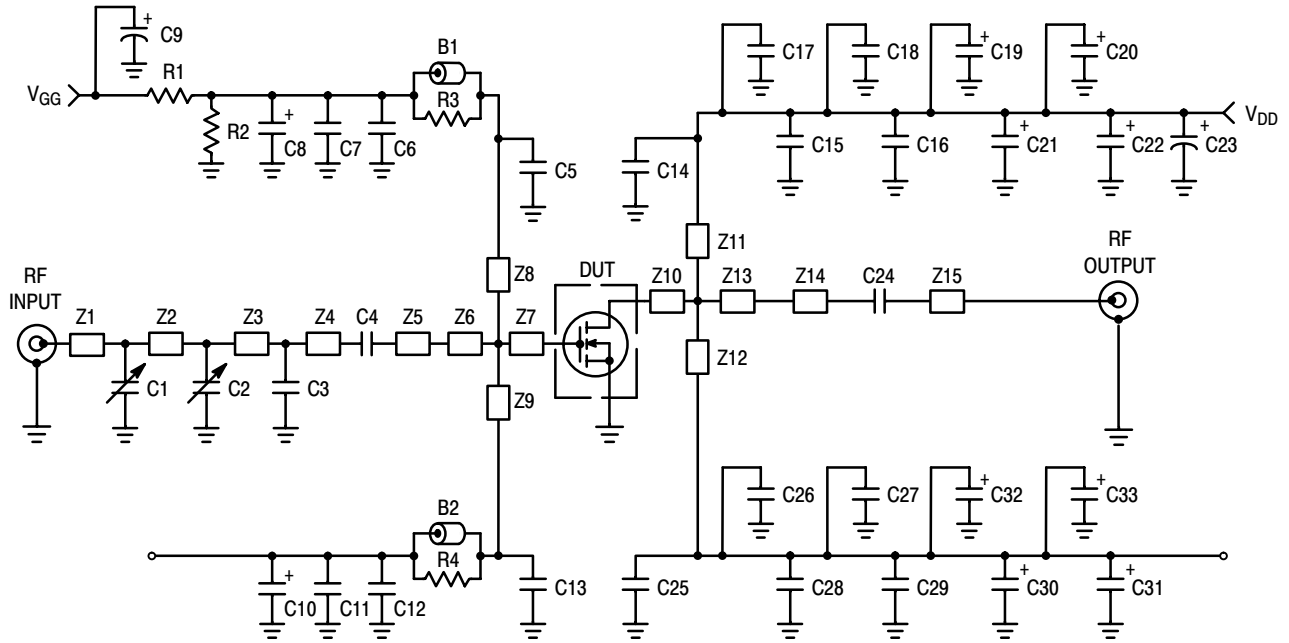 +
C9
B1
C17
C18
+
C19
+
C20
R1
VGG
R3
VDD
R2
+
C8
C7
C6
C5
C14
C15
C16
+
C21
+
C22
+
C23
Z11
RF
INPUT
Z8
DUT
Z10
Z13
Z14
C24
Z15
RF
OUTPUT
Z1
Z2
Z3
Z4
C4
Z5
Z6
Z7
Z12
C1
C2
C3
Z9
C26
C27
+
C32
+
C33
B2
R4
+
C10
C11
C12
C13
C25
C28
C29
+
C30
+
C31